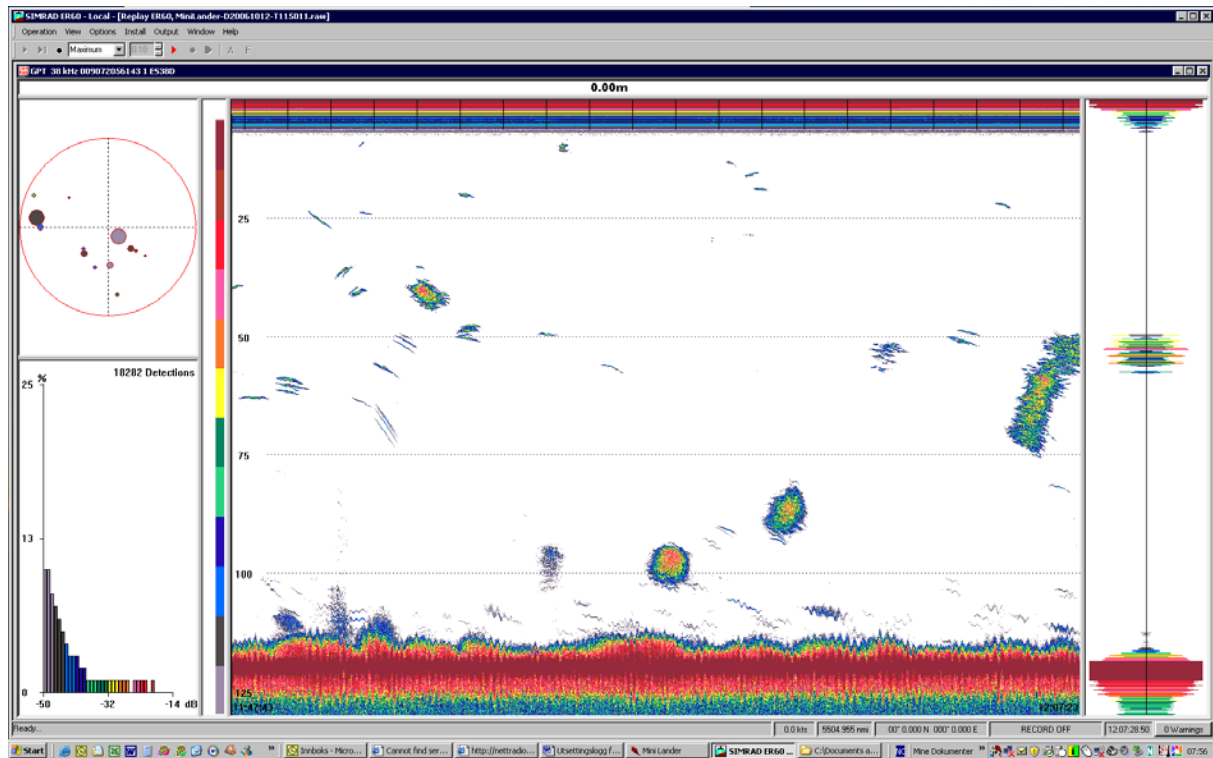 SIMRAD ER60 - Local - [Replay ER60, MiniLander-D20061012-T115011.raw]
Operation View Options Install Output Window Help
Maximum 0.10 A E
GPT 38 kHz 009072056143 1 ES38D
0.00m
25
50
75
100
125
11:47:43
12:07:23
18282 Detections
25 %
13
0
-50 -32 -14 dB
Ready...
0.0 kts 5504.955 nmi 00° 0.000 N 000° 0.000 E RECORD OFF 12:07:28.50 0 Warnings
Start Innboks - Micro... Cannot find ser... http://nettradio... Utsettingslogg f... Mini Lander SIMRAD ER60 ... C:\Documents a... Mine Dokumenter 07:56